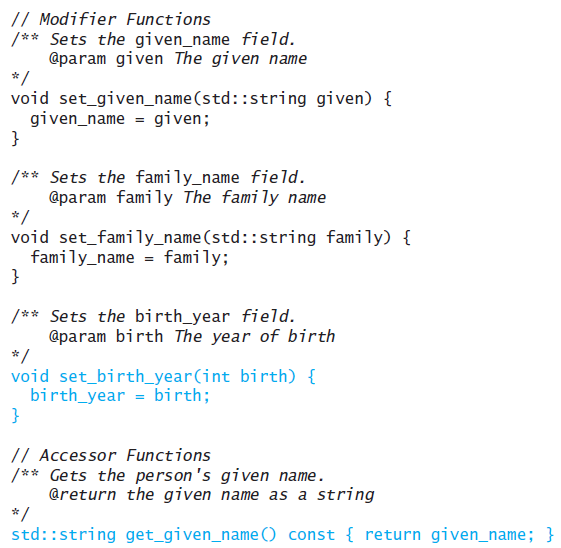 // Modifier Functions
/** Sets the given_name field.
    @param given The given name
*/
void set_given_name(std::string given) {
  given_name = given;
}

/** Sets the family_name field.
    @param family The family name
*/
void set_family_name(std::string family) {
  family_name = family;
}

/** Sets the birth_year field.
    @param birth The year of birth
*/
void set_birth_year(int birth) {
  birth_year = birth;
}

// Accessor Functions
/** Gets the person's given name.
    @return the given name as a string
*/
std::string get_given_name() const { return given_name; }